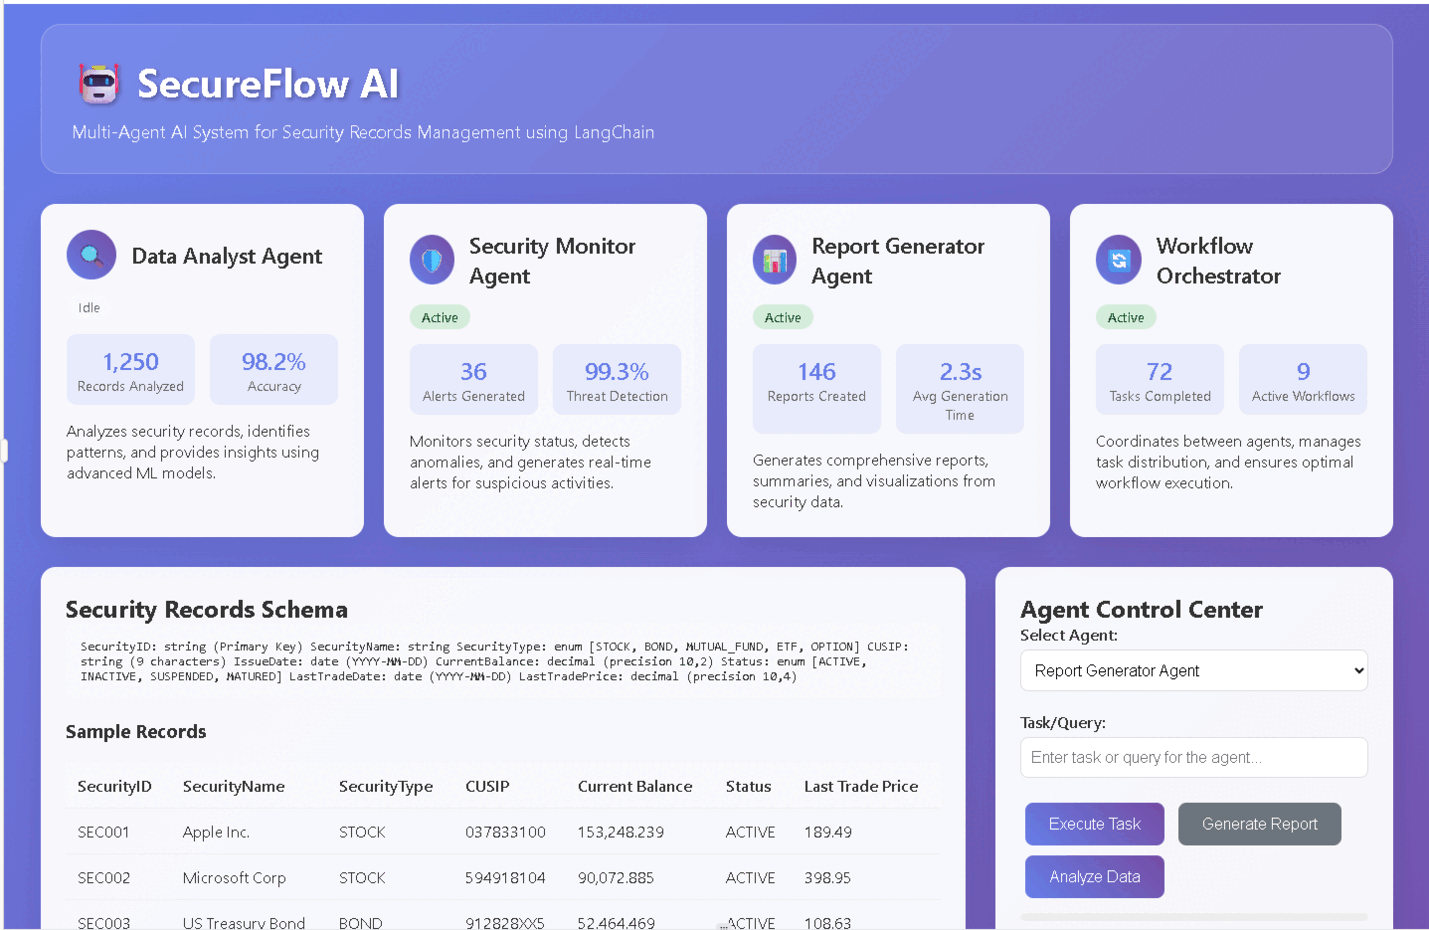 SecureFlow AI
Multi-Agent AI System for Security Records Management using LangChain
Data Analyst Agent
Idle
1,250
Records Analyzed
98.2%
Accuracy
Analyzes security records, identifies
patterns, and provides insights using
advanced ML models.
Security Monitor
Agent
Active
36
Alerts Generated
99.3%
Threat Detection
Monitors security status, detects
anomalies, and generates real-time
alerts for suspicious activities.
Report Generator
Agent
Active
146
Reports Created
2.3s
Avg Generation
Time
Generates comprehensive reports,
summaries, and visualizations from
security data.
Workflow
Orchestrator
Active
72
Tasks Completed
9
Active Workflows
Coordinates between agents, manages
task distribution, and ensures optimal
workflow execution.
Security Records Schema
SecurityID: string (Primary Key) SecurityName: string SecurityType: enum [STOCK, BOND, MUTUAL_FUND, ETF, OPTION] CUSIP:
string (9 characters) IssueDate: date (YYYY-MM-DD) CurrentBalance: decimal (precision 10,2) Status: enum [ACTIVE,
INACTIVE, SUSPENDED, MATURED] LastTradeDate: date (YYYY-MM-DD) LastTradePrice: decimal (precision 10,4)
Sample Records
SecurityID SecurityName SecurityType CUSIP Current Balance Status Last Trade Price
SEC001 Apple Inc. STOCK 037833100 153,248.239 ACTIVE 189.49
SEC002 Microsoft Corp STOCK 594918104 90,072.885 ACTIVE 398.95
SEC003 US Treasury Bond BOND 912828XX5 52,464.469 ACTIVE 108.63
Agent Control Center
Select Agent:
Report Generator Agent
Task/Query:
Enter task or query for the agent...
Execute Task
Generate Report
Analyze Data